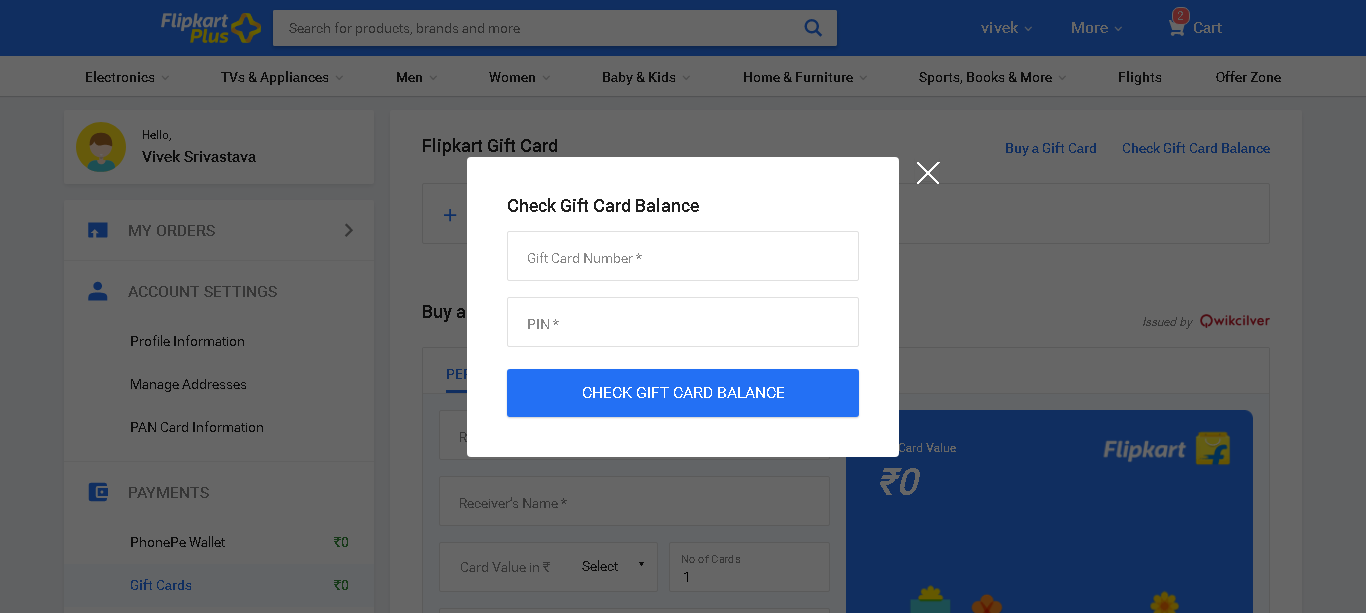 Flipkart
Plus
Search for products, brands and more
vivek
More
2
Cart
Electronics
TVs & Appliances
Men
Women
Baby & Kids
Home & Furniture
Sports, Books & More
Flights
Offer Zone
Hello,
Vivek Srivastava
MY ORDERS
ACCOUNT SETTINGS
Profile Information
Manage Addresses
PAN Card Information
PAYMENTS
PhonePe Wallet ₹0
Gift Cards ₹0
Flipkart Gift Card
Buy a Gift Card
Check Gift Card Balance
+
Check Gift Card Balance
Gift Card Number *
PIN *
CHECK GIFT CARD BALANCE
Buy a
Issued by Qwikcilver
Receiver's Name *
Card Value in ₹
Select
No of Cards
1
Card Value
₹0
Flipkart